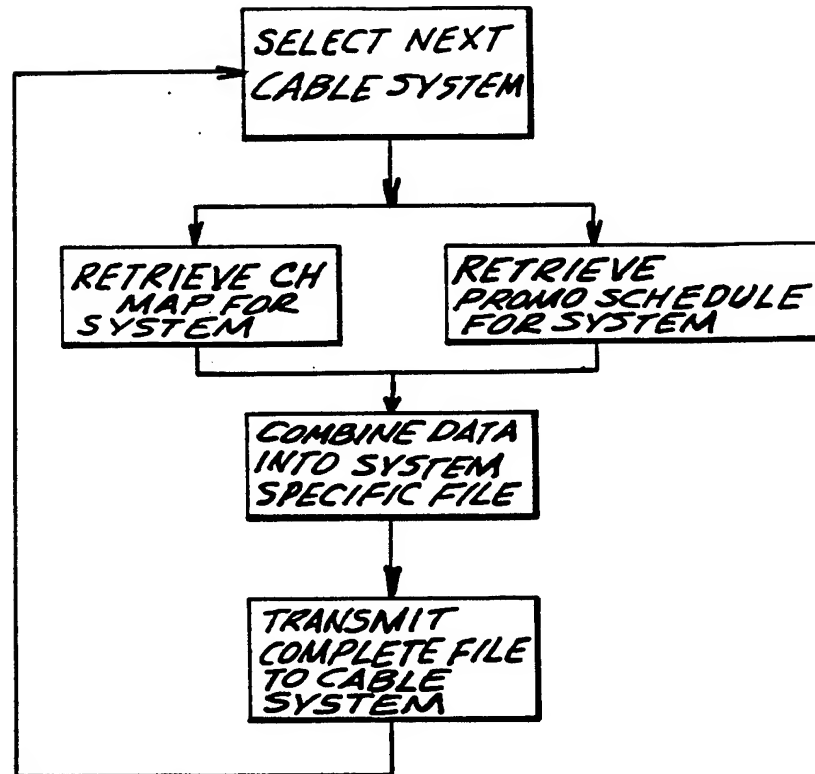 SELECT NEXT
CABLE SYSTEM
RETRIEVE CH
MAP FOR
SYSTEM
RETRIEVE
PROMO SCHEDULE
FOR SYSTEM
COMBINE DATA
INTO SYSTEM
SPECIFIC FILE
TRANSMIT
COMPLETE FILE
TO CABLE
SYSTEM